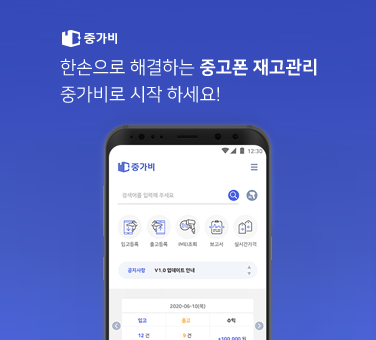 중가비
한손으로 해결하는 중고폰 재고관리
중가비로 시작 하세요!
12:30
중가비
검색어를 입력해 주세요
입고등록 출고등록 IMEI조회 보고서 실시간가격
공지사항 V1.0 업데이트 안내
2020-06-10(목)
입고 출고 수익
12 건 9 건 +100,000 원